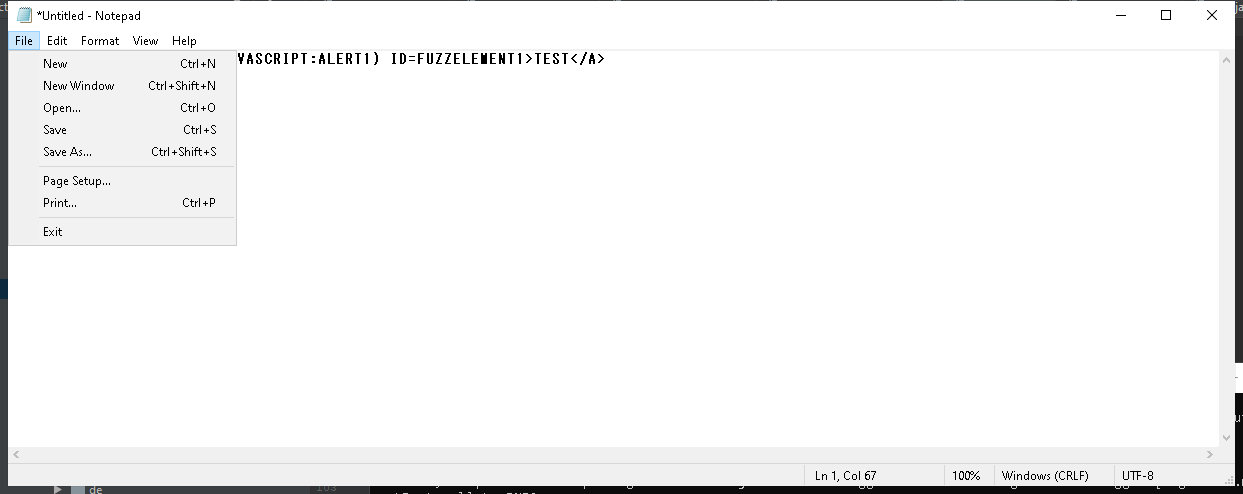 *Untitled - Notepad
File Edit Format View Help
VASCRIPT:ALERT1) ID=FUZZELEMENT1>TEST</A>
New Ctrl+N
New Window Ctrl+Shift+N
Open... Ctrl+O
Save Ctrl+S
Save As... Ctrl+Shift+S
Page Setup...
Print... Ctrl+P
Exit
Ln 1, Col 67 100% Windows (CRLF) UTF-8
de